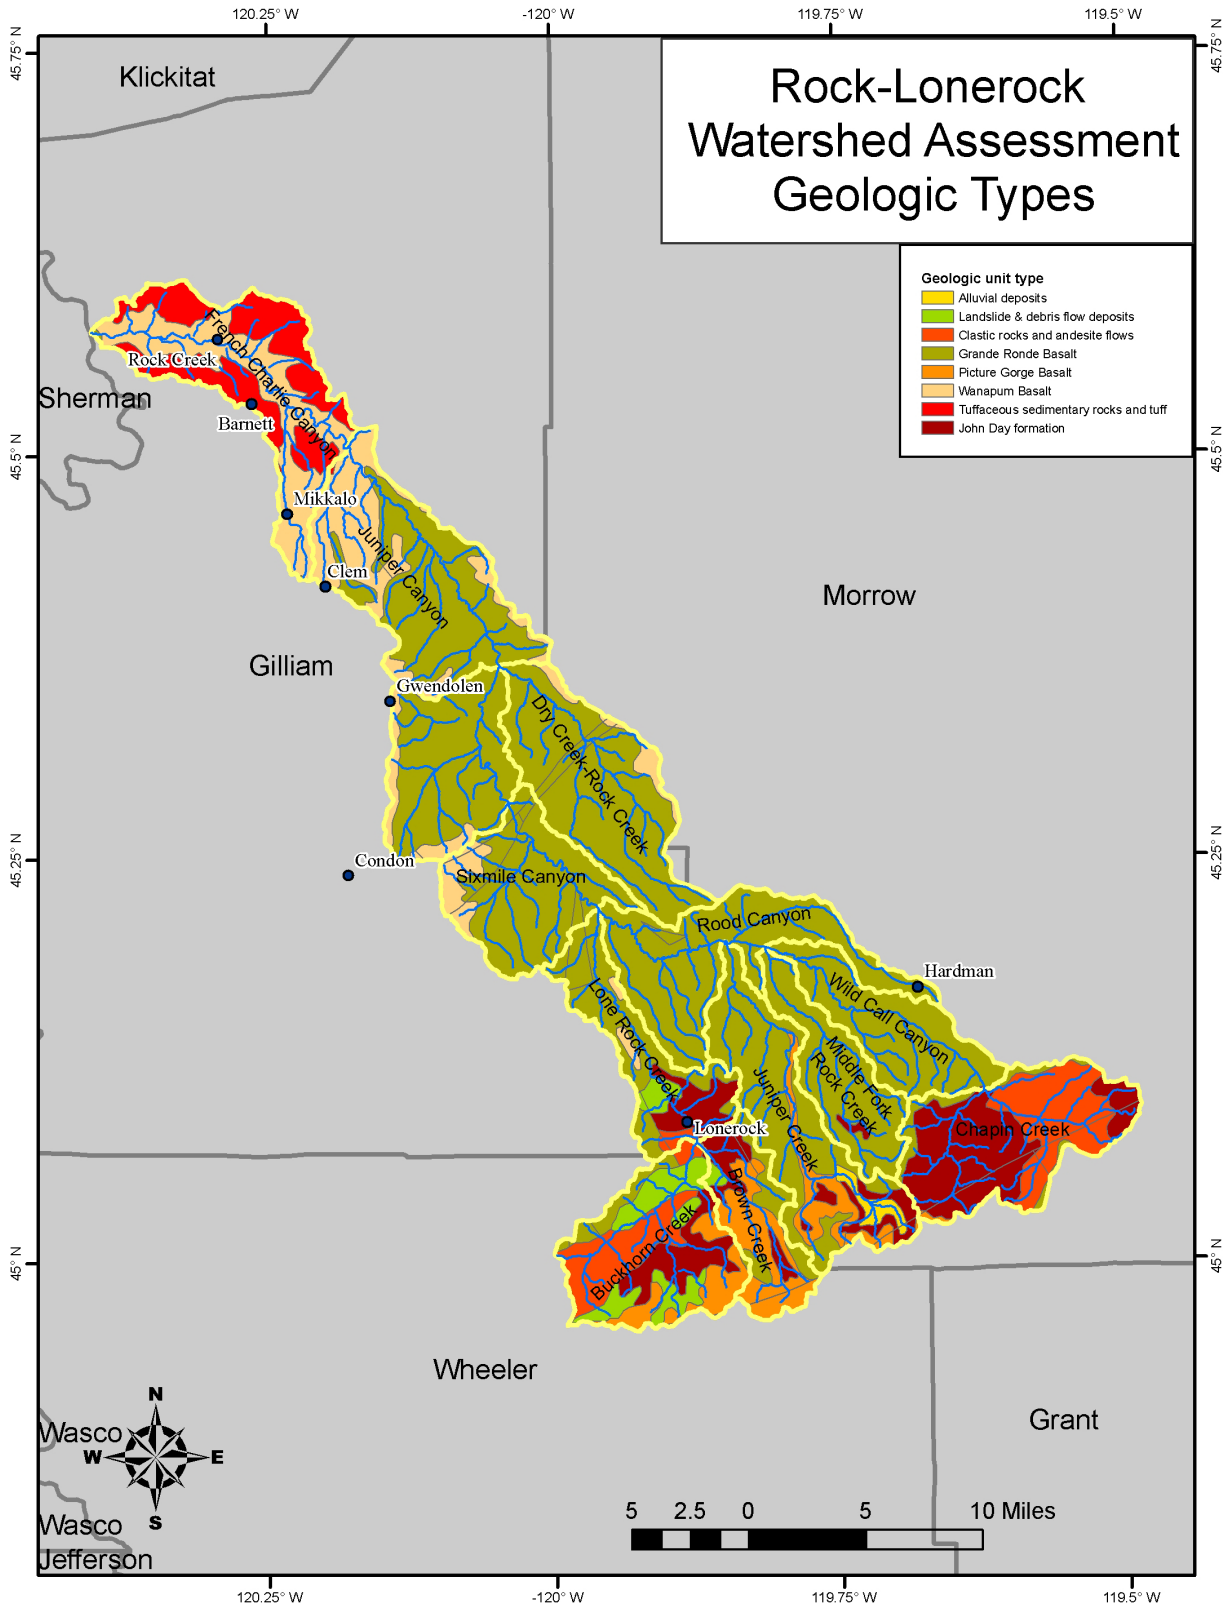 120.25° W
-120° W
119.75° W
119.5° W
45.75° N
45.75° N
Klickitat
Rock-Lonerock
Watershed Assessment
Geologic Types
Geologic unit type
Alluvial deposits
Landslide & debris flow deposits
Clastic rocks and andesite flows
Grande Ronde Basalt
Picture Gorge Basalt
Wanapum Basalt
Tuffaceous sedimentary rocks and tuff
John Day formation
French Charlie Canyon
Rock Creek
Sherman
Barnett
45.5° N
45.5° N
Mikkalo
Juniper Canyon
Clem
Morrow
Gilliam
Gwendolen
Dry Creek-Rock Creek
45.25° N
45.25° N
Condon
Sixmile Canyon
Rood Canyon
Hardman
Wild Call Canyon
Lone Rock Creek
Middle Fork
Rock Creek
Juniper Creek
Lonerock
Chapin Creek
Brown Creek
Buckhorn Creek
45° N
45° N
Wheeler
Grant
N
W
E
S
Wasco
Wasco
Jefferson
5 2.5 0 5 10 Miles
120.25° W
-120° W
119.75° W
119.5° W